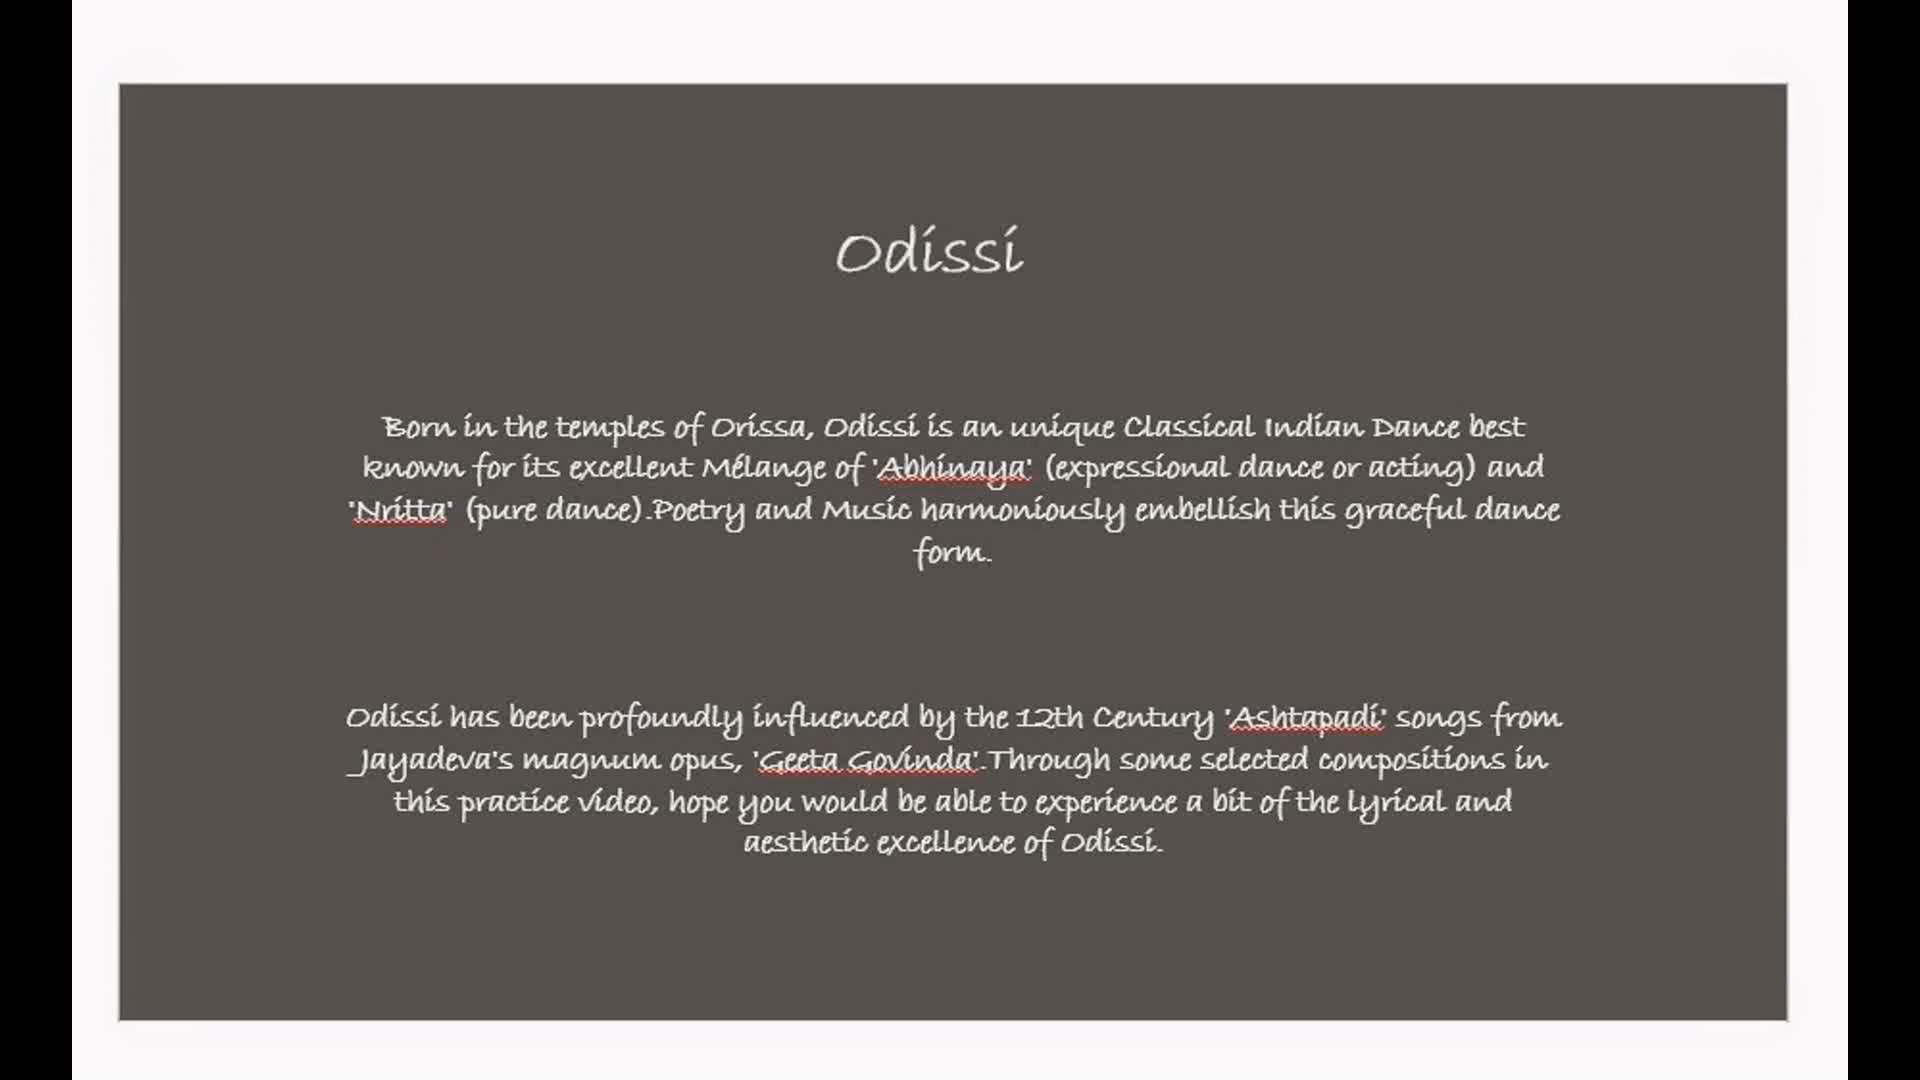 Odissi
Born in the temples of Orissa, Odissi is an unique Classical Indian Dance best
known for its excellent Mélange of 'Abhinaya' (expressional dance or acting) and
'Nritta' (pure dance).Poetry and Music harmoniously embellish this graceful dance
form.
Odissi has been profoundly influenced by the 12th Century 'Ashtapadi' songs from
Jayadeva's magnum opus, 'Geeta Govinda'.Through some selected compositions in
this practice video, hope you would be able to experience a bit of the lyrical and
aesthetic excellence of Odissi.